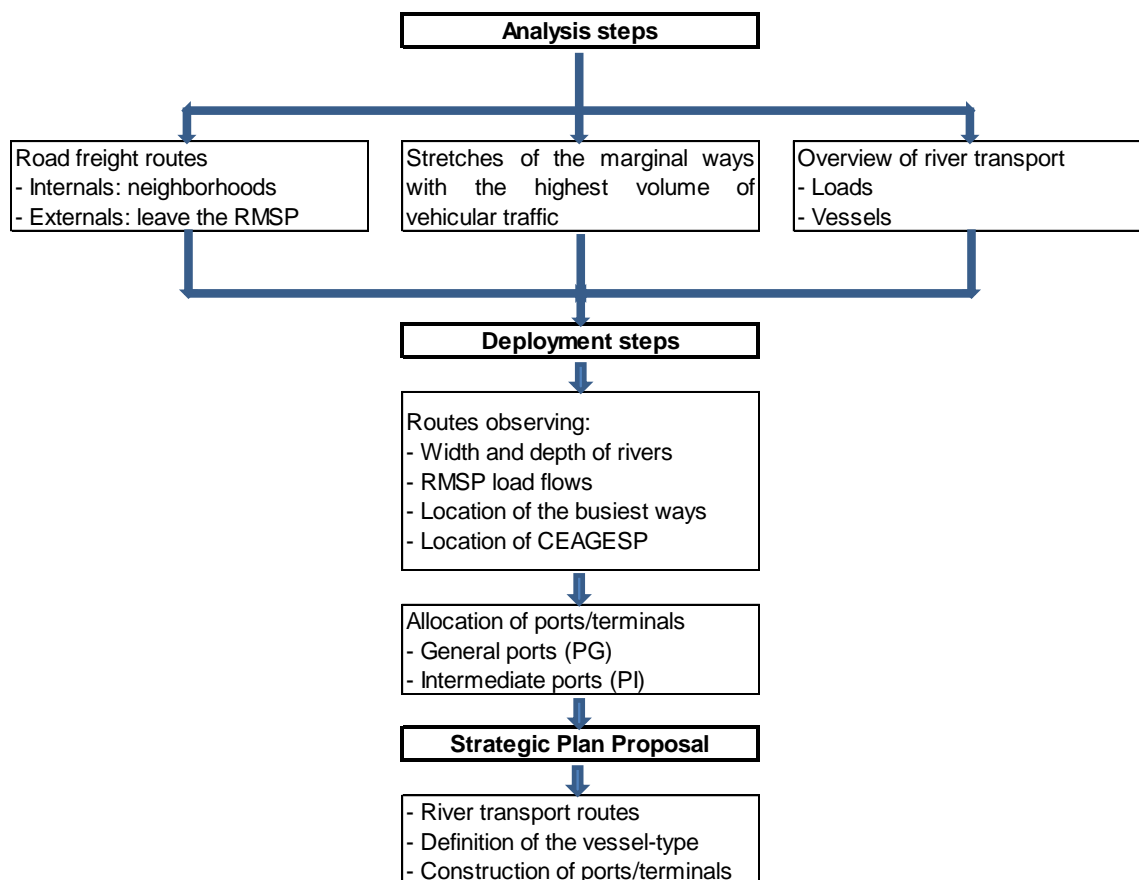 Analysis steps
Road freight routes
- Internals: neighborhoods
- Externals: leave the RMSP
Stretches of the marginal ways
with the highest volume of
vehicular traffic
Overview of river transport
- Loads
- Vessels
Deployment steps
Routes observing:
- Width and depth of rivers
- RMSP load flows
- Location of the busiest ways
- Location of CEAGESP
Allocation of ports/terminals
- General ports (PG)
- Intermediate ports (PI)
Strategic Plan Proposal
- River transport routes
- Definition of the vessel-type
- Construction of ports/terminals